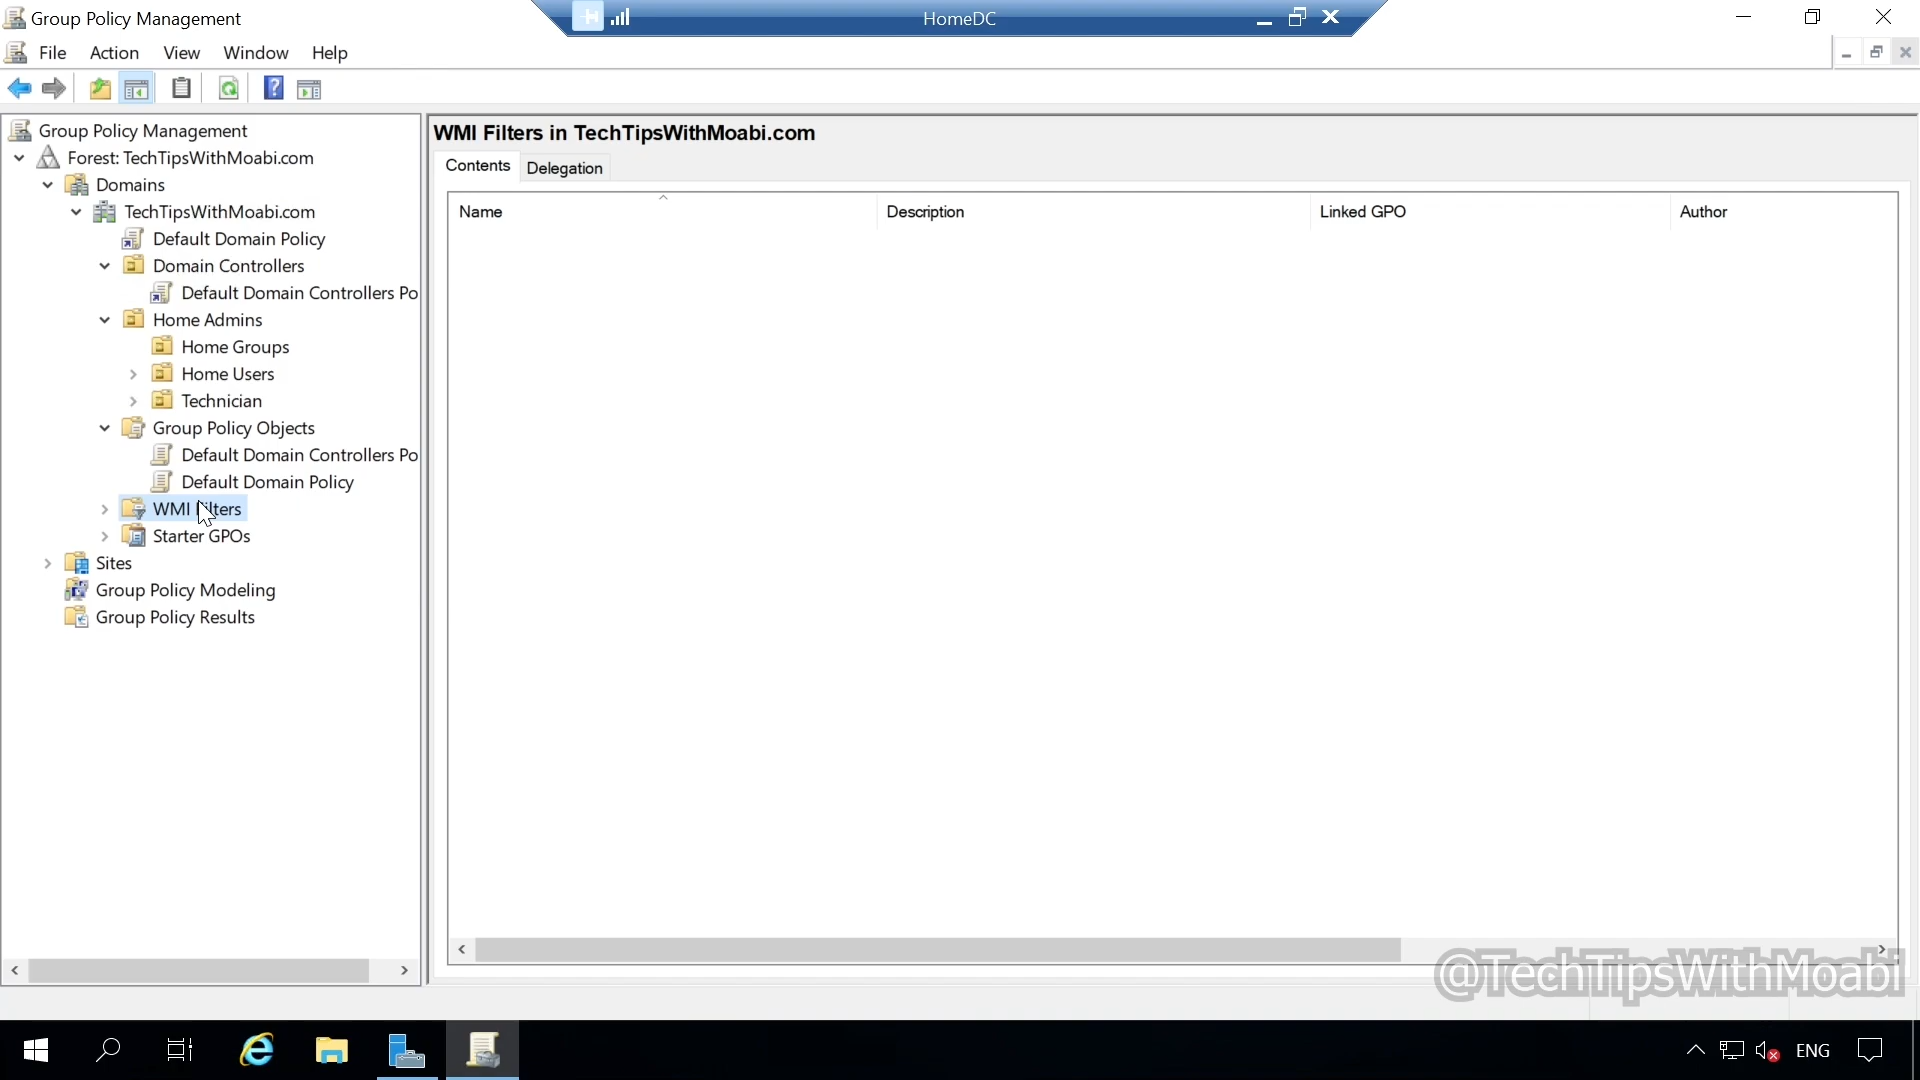 Group Policy Management
HomeDC
File Action View Window Help
Group Policy Management
Forest: TechTipsWithMoabi.com
Domains
TechTipsWithMoabi.com
Default Domain Policy
Domain Controllers
Default Domain Controllers Po
Home Admins
Home Groups
Home Users
Technician
Group Policy Objects
Default Domain Controllers Po
Default Domain Policy
WMI Filters
Starter GPOs
Sites
Group Policy Modeling
Group Policy Results
WMI Filters in TechTipsWithMoabi.com
Contents Delegation
Name Description Linked GPO Author
@TechTipsWithMoabi
ENG